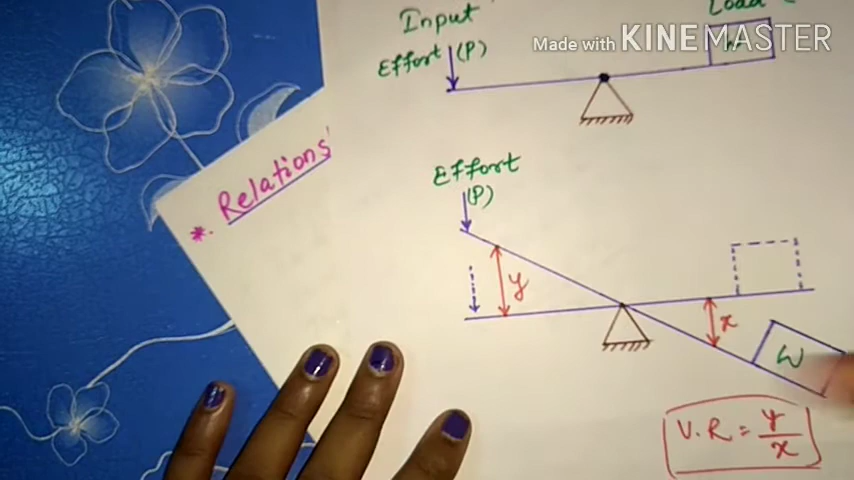 Input
Load
Made with KINEMASTER
Effort (P)
W
Effort
(P)
*. Relations
y
x
W
V.R = y/x